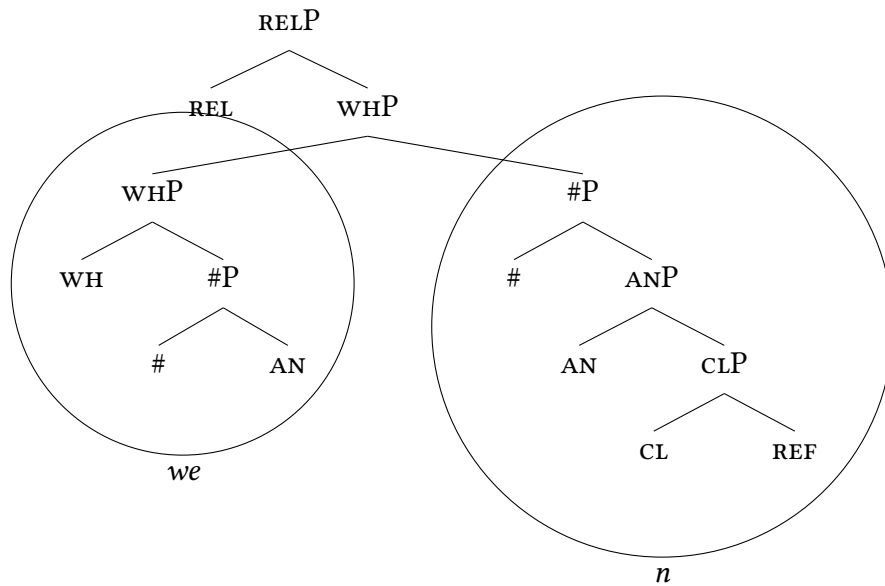 RELP
REL WHP
WHP #P
WH #P # ANP
# AN AN CLP
CL REF
we
n